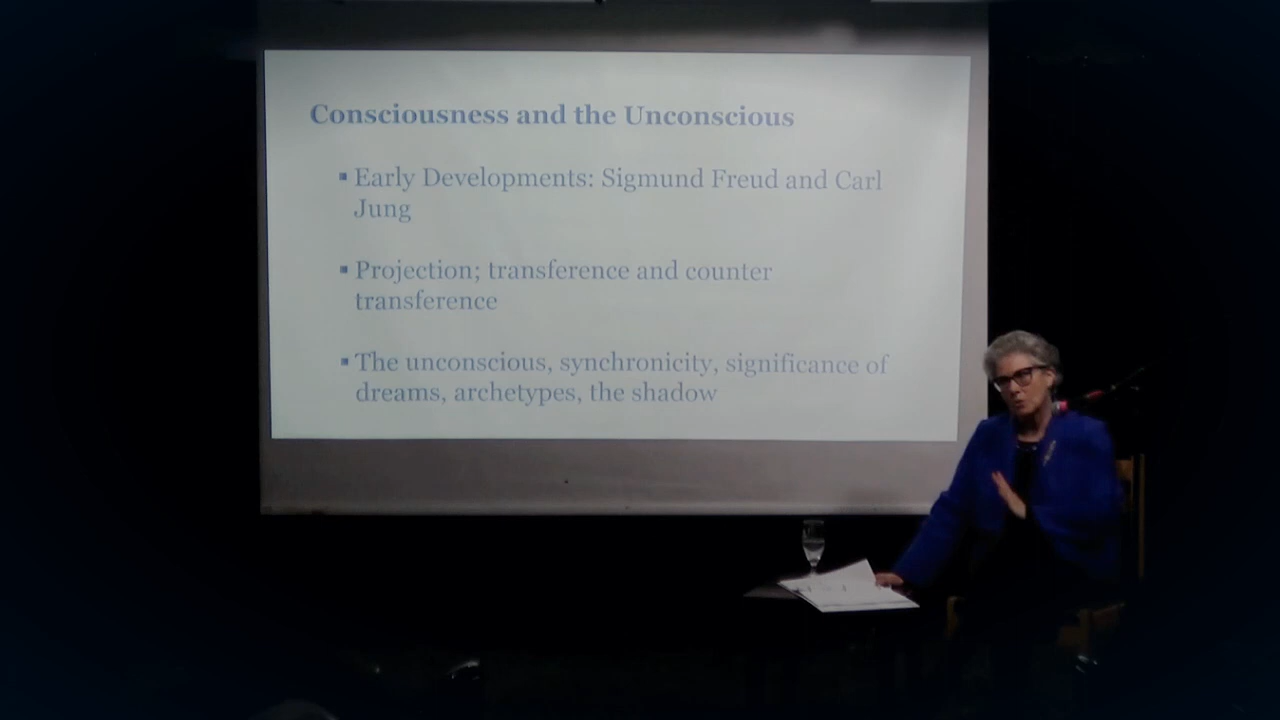 Consciousness and the Unconscious
▪ Early Developments: Sigmund Freud and Carl
Jung
▪ Projection; transference and counter
transference
▪ The unconscious, synchronicity, significance of
dreams, archetypes, the shadow